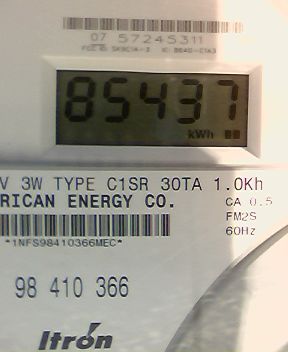 07 57245311
85437
kWh
V 3W TYPE C1SR 30TA 1.0Kh
RICAN ENERGY CO.
CA 0.5
FM2S
60Hz
*1NFS98410366MEC*
98 410 366
Itrón